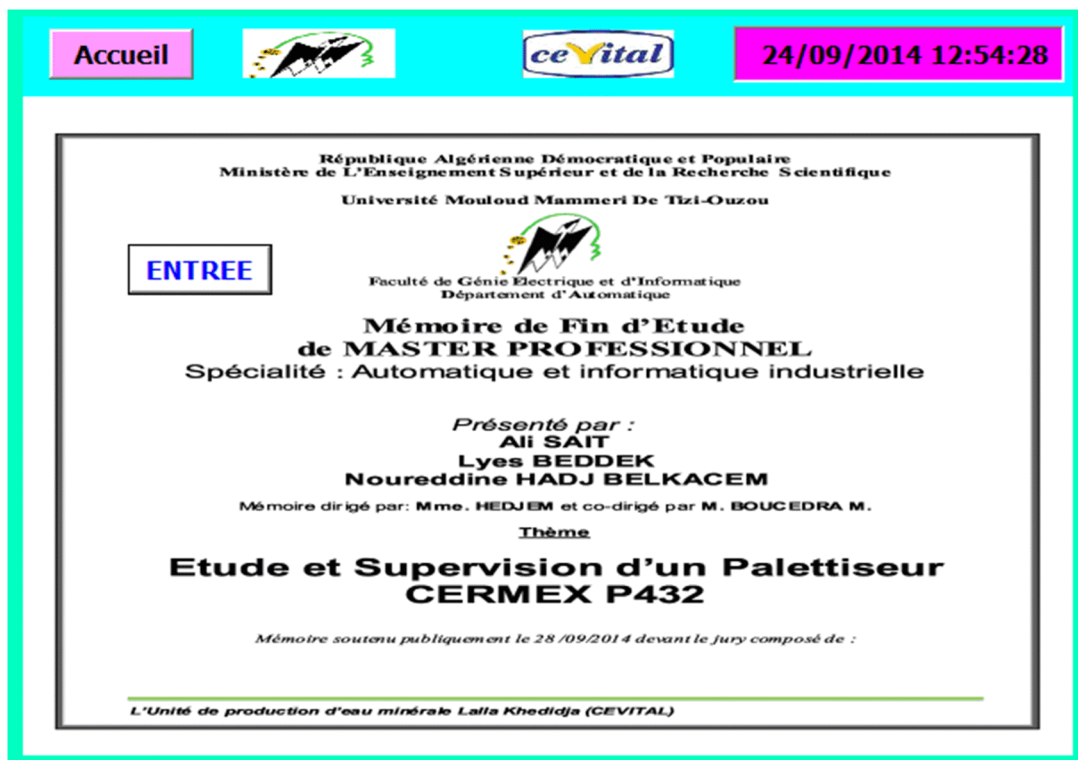 Accueil
ceVital
24/09/2014 12:54:28
République Algérienne Démocratique et Populaire
Ministère de L'Enseignement Supérieur et de la Recherche Scientifique
Université Mouloud Mammeri De Tizi-Ouzou
ENTREE
Faculté de Génie Electrique et d'Informatique
Département d'Automatique
Mémoire de Fin d'Etude
de MASTER PROFESSIONNEL
Spécialité : Automatique et informatique industrielle
Présenté par :
Ali SAIT
Lyes BEDDEK
Noureddine HADJ BELKACEM
Mémoire dirigé par: Mme. HEDJEM et co-dirigé par M. BOUCEDRA M.
Thème
Etude et Supervision d'un Palettiseur
CERMEX P432
Mémoire soutenu publiquement le 28 /09/2014 devant le jury composé de :
L'Unité de production d'eau minérale Lalla Khedidja (CEVITAL)